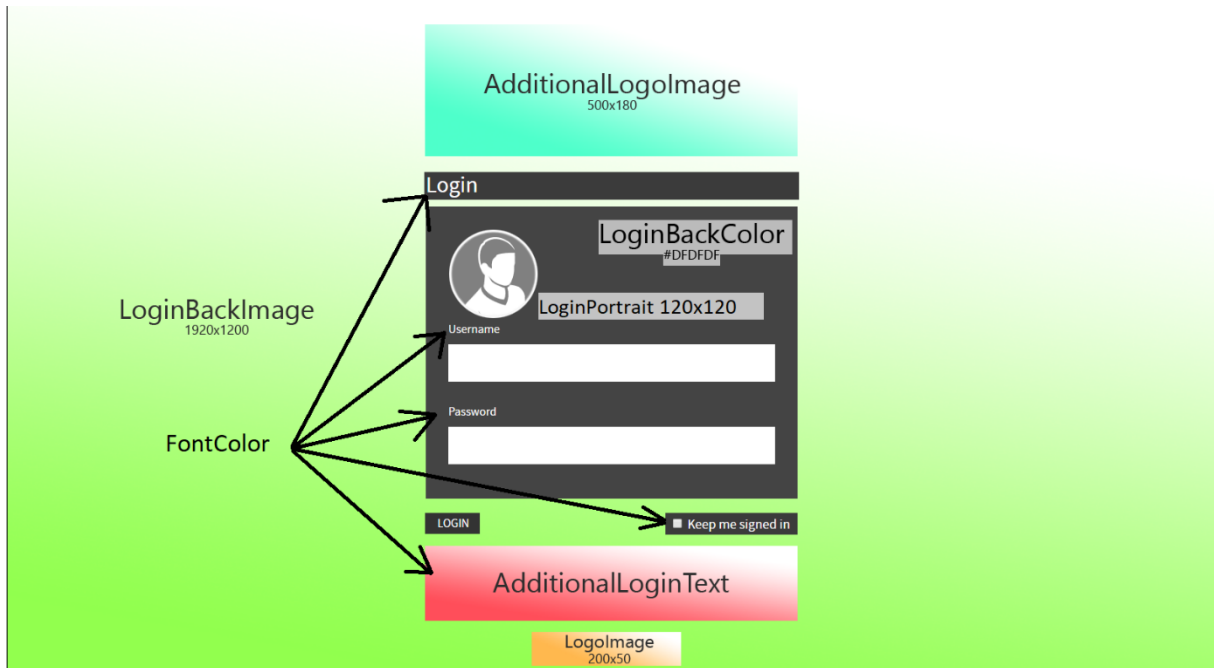 AdditionalLogoImage
500x180
Login
LoginBackColor
#DFDFDF
LoginPortrait 120x120
LoginBackImage
1920x1200
Username
Password
FontColor
LOGIN
Keep me signed in
AdditionalLoginText
LogoImage
200x50